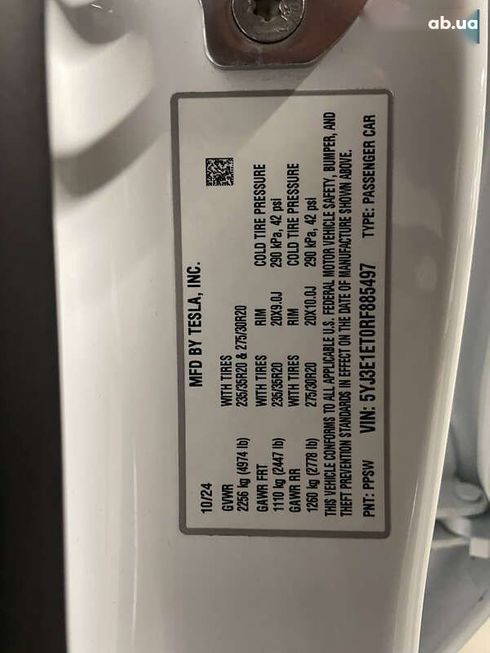 ab.ua
MFD BY TESLA, INC.
10/24
GVWR WITH TIRES
2256 kg (4974 lb) 235/35R20 & 275/30R20
GAWR FRT WITH TIRES RIM COLD TIRE PRESSURE
1110 kg (2447 lb) 235/35R20 20X9.0J 290 kPa, 42 psi
GAWR RR WITH TIRES RIM COLD TIRE PRESSURE
1260 kg (2778 lb) 275/30R20 20X10.0J 290 kPa, 42 psi
THIS VEHICLE CONFORMS TO ALL APPLICABLE U.S. FEDERAL MOTOR VEHICLE SAFETY, BUMPER, AND
THEFT PREVENTION STANDARDS IN EFFECT ON THE DATE OF MANUFACTURE SHOWN ABOVE.
PNT: PPSW VIN: 5YJ3E1ET0RF885497 TYPE: PASSENGER CAR